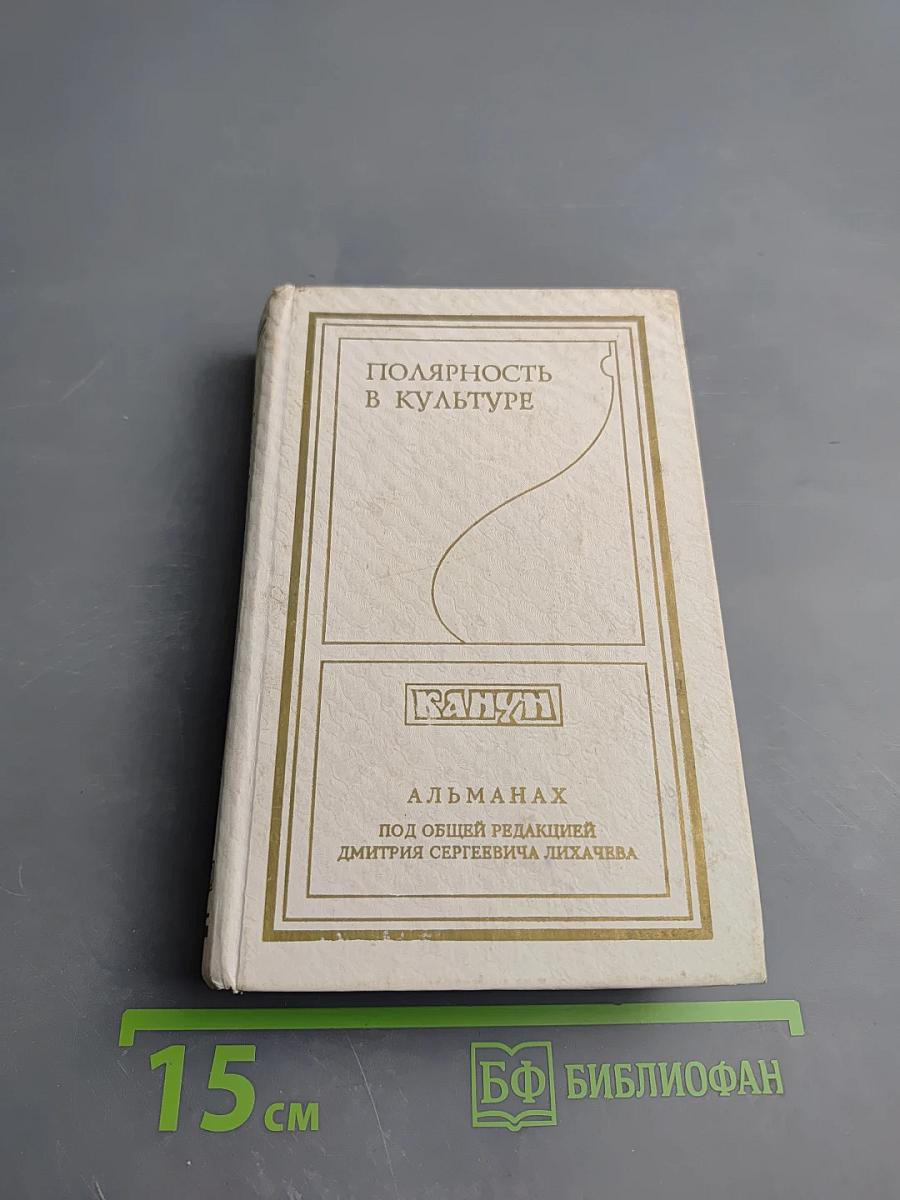 ПОЛЯРНОСТЬ
В КУЛЬТУРЕ
КАНУН
АЛЬМАНАХ
ПОД ОБЩЕЙ РЕДАКЦИЕЙ
ДМИТРИЯ СЕРГЕЕВИЧА ЛИХАЧЕВА
15 см
БФ БИБЛИОФАН